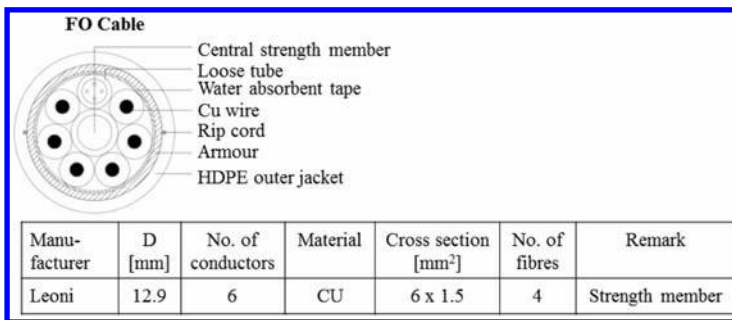 FO Cable
Central strength member
Loose tube
Water absorbent tape
Cu wire
Rip cord
Armour
HDPE outer jacket
Manu- D No. of Material Cross section No. of Remark
facturer [mm] conductors [mm²] fibres
Leoni 12.9 6 CU 6 x 1.5 4 Strength member